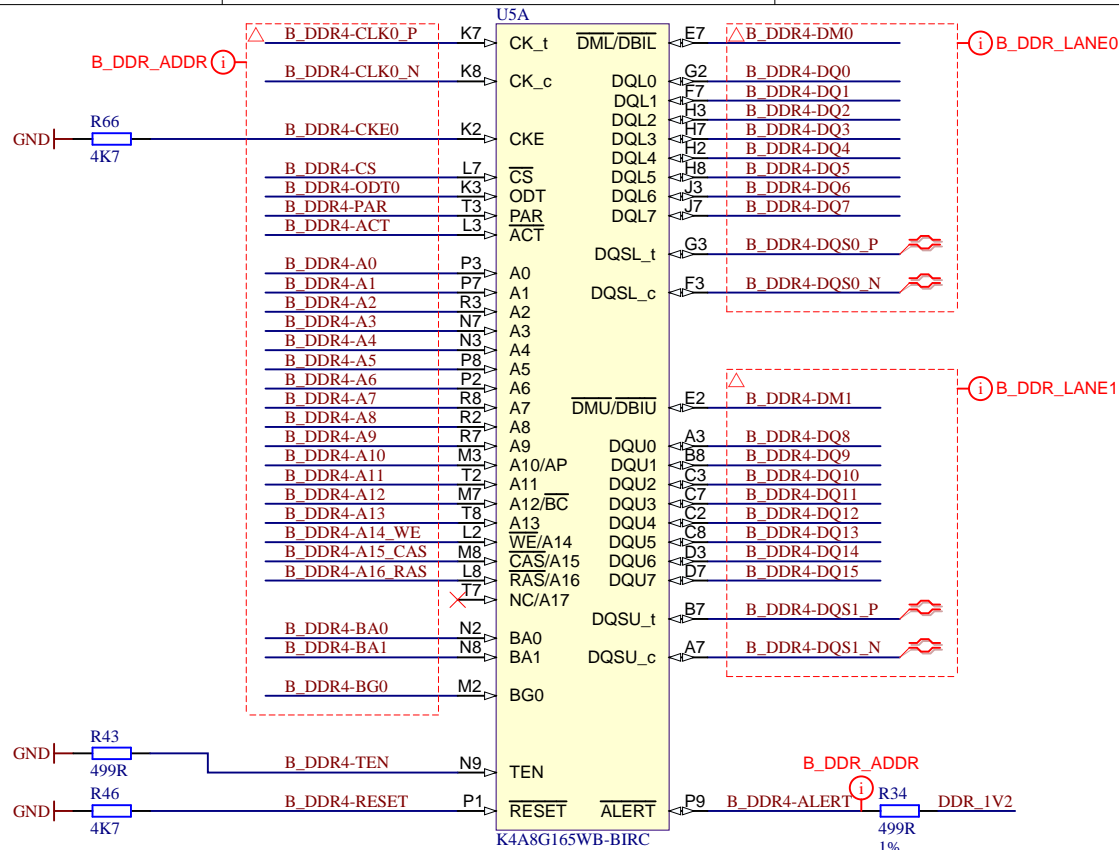 U5A
B_DDR4-CLK0_P K7 CK_t DML/DBIL E7 B_DDR4-DM0
B_DDR_ADDR i
i B_DDR_LANE0
B_DDR4-CLK0_N K8 CK_c DQL0 G2 B_DDR4-DQ0
DQL1 F7 B_DDR4-DQ1
DQL2 H3 B_DDR4-DQ2
R66
GND 4K7 B_DDR4-CKE0 K2 CKE DQL3 H7 B_DDR4-DQ3
DQL4 H2 B_DDR4-DQ4
B_DDR4-CS L7 CS DQL5 H8 B_DDR4-DQ5
B_DDR4-ODT0 K3 ODT DQL6 J3 B_DDR4-DQ6
B_DDR4-PAR T3 PAR DQL7 J7 B_DDR4-DQ7
B_DDR4-ACT L3 ACT
DQSL_t G3 B_DDR4-DQS0_P
B_DDR4-A0 P3 A0
B_DDR4-A1 P7 A1 DQSL_c F3 B_DDR4-DQS0_N
B_DDR4-A2 R3 A2
B_DDR4-A3 N7 A3
B_DDR4-A4 N3 A4
B_DDR4-A5 P8 A5
B_DDR4-A6 P2 A6
i B_DDR_LANE1
B_DDR4-A7 R8 A7 DMU/DBIU E2 B_DDR4-DM1
B_DDR4-A8 R2 A8
B_DDR4-A9 R7 A9 DQU0 A3 B_DDR4-DQ8
B_DDR4-A10 M3 A10/AP DQU1 B8 B_DDR4-DQ9
B_DDR4-A11 T2 A11 DQU2 C3 B_DDR4-DQ10
B_DDR4-A12 M7 A12/BC DQU3 C7 B_DDR4-DQ11
B_DDR4-A13 T8 A13 DQU4 C2 B_DDR4-DQ12
B_DDR4-A14_WE L2 WE/A14 DQU5 C8 B_DDR4-DQ13
B_DDR4-A15_CAS M8 CAS/A15 DQU6 D3 B_DDR4-DQ14
B_DDR4-A16_RAS L8 RAS/A16 DQU7 D7 B_DDR4-DQ15
T7 NC/A17
DQSU_t B7 B_DDR4-DQS1_P
B_DDR4-BA0 N2 BA0
B_DDR4-BA1 N8 BA1 DQSU_c A7 B_DDR4-DQS1_N
B_DDR4-BG0 M2 BG0
R43
GND 499R
B_DDR4-TEN N9 TEN
B_DDR_ADDR
i
R46
GND 4K7 B_DDR4-RESET P1 RESET ALERT P9 B_DDR4-ALERT R34 DDR_1V2
499R
1%
K4A8G165WB-BIRC